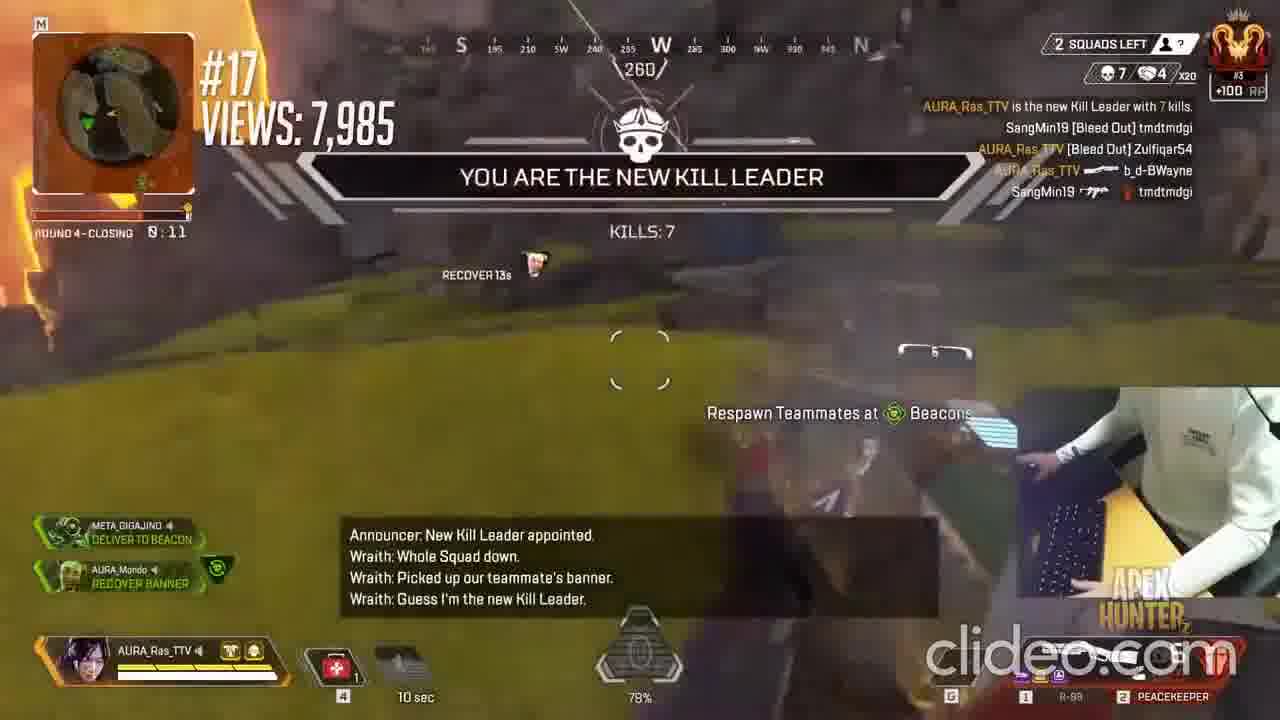 M
#17
VIEWS: 7,985
S 195 210 SW 240 255 W 285 300 NW 330 345 N
260
2 SQUADS LEFT ?
7 4 X20
#3
+100 RP
AURA_Ras_TTV is the new Kill Leader with 7 kills.
SangMin19 [Bleed Out] tmdtmdgi
AURA_Ras_TTV [Bleed Out] Zulfiqar54
AURA_Ras_TTV b_d-BWayne
SangMin19 tmdtmdgi
YOU ARE THE NEW KILL LEADER
KILLS: 7
ROUND 4-CLOSING 0:11
RECOVER 13s
Respawn Teammates at Beacons
META_GIGAJINO
DELIVER TO BEACON
AURA_Mondo
RECOVER BANNER
Announcer: New Kill Leader appointed.
Wraith: Whole Squad down.
Wraith: Picked up our teammate's banner.
Wraith: Guess I'm the new Kill Leader.
APEX
HUNTERZ
AURA_Ras_TTV
1
4
10 sec
78%
clideo.com
G
1 R-99 2 PEACEKEEPER